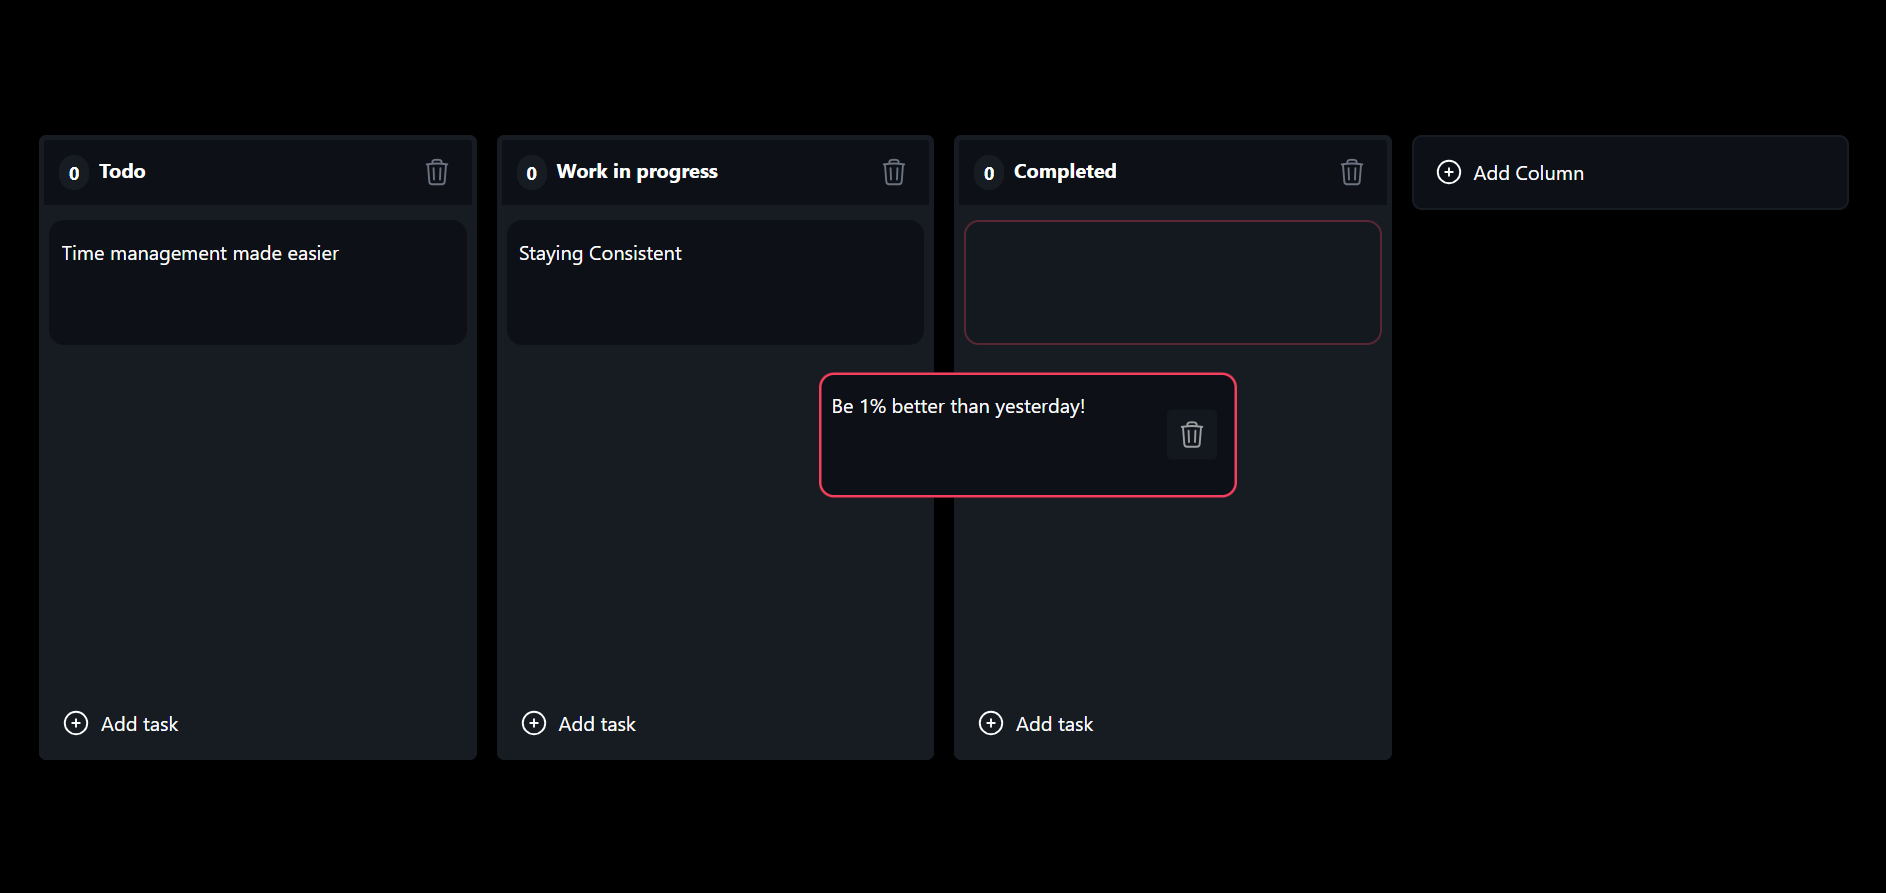 0 Todo
Time management made easier
Add task
0 Work in progress
Staying Consistent
Add task
0 Completed
Be 1% better than yesterday!
Add task
Add Column